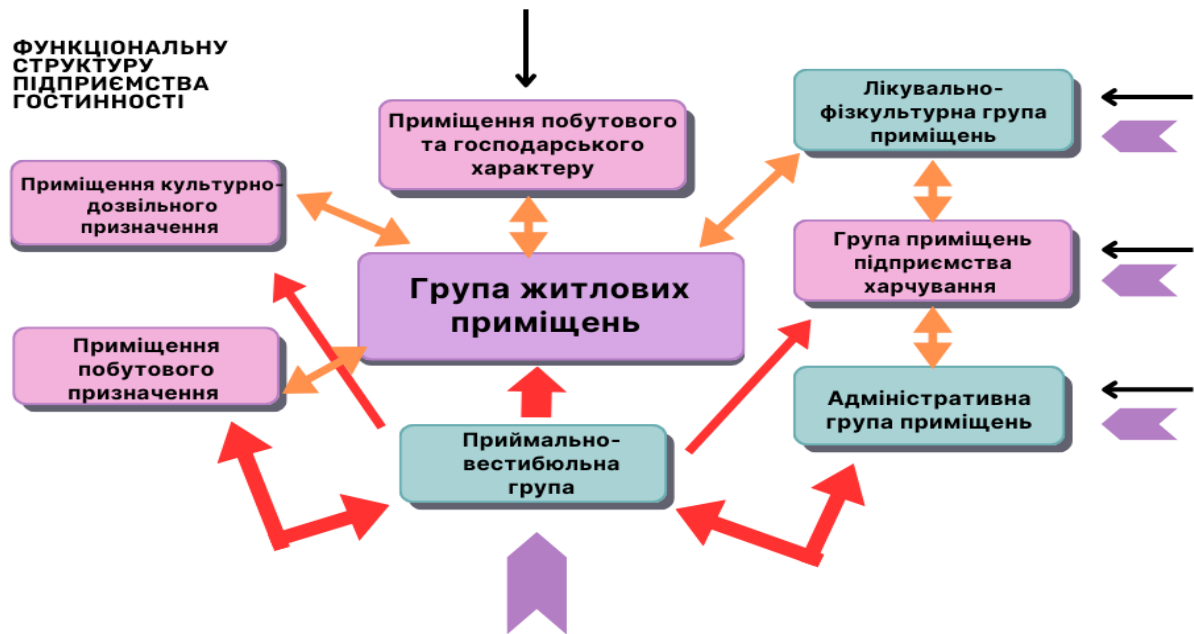 ФУНКЦІОНАЛЬНУ
СТРУКТУРУ
ПІДПРИЄМСТВА
ГОСТИННОСТІ
Приміщення побутового
та господарського
характеру
Лікувально-
фізкультурна група
приміщень
Приміщення культурно-
дозвільного
призначення
Група приміщень
підприємства
харчування
Група житлових
приміщень
Приміщення
побутового
призначення
Адміністративна
група приміщень
Приймально-
вестибюльна
група